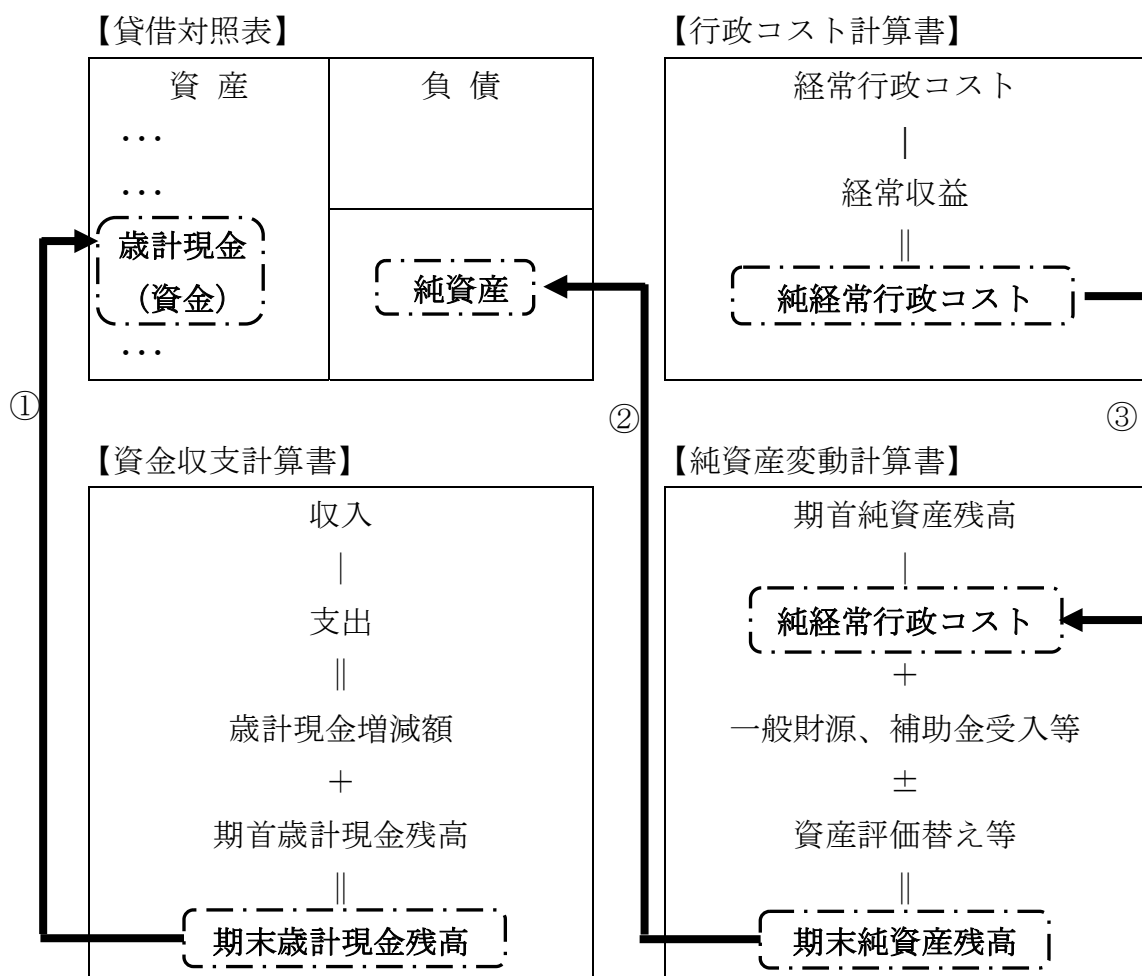 【貸借対照表】
資 産
負 債
・・・
・・・
歳計現金
（資金）
純資産
・・・
【行政コスト計算書】
経常行政コスト
｜
経常収益
||
純経常行政コスト
①
②
③
【資金収支計算書】
収入
｜
支出
||
歳計現金増減額
＋
期首歳計現金残高
||
期末歳計現金残高
【純資産変動計算書】
期首純資産残高
｜
純経常行政コスト
＋
一般財源、補助金受入等
±
資産評価替え等
||
期末純資産残高